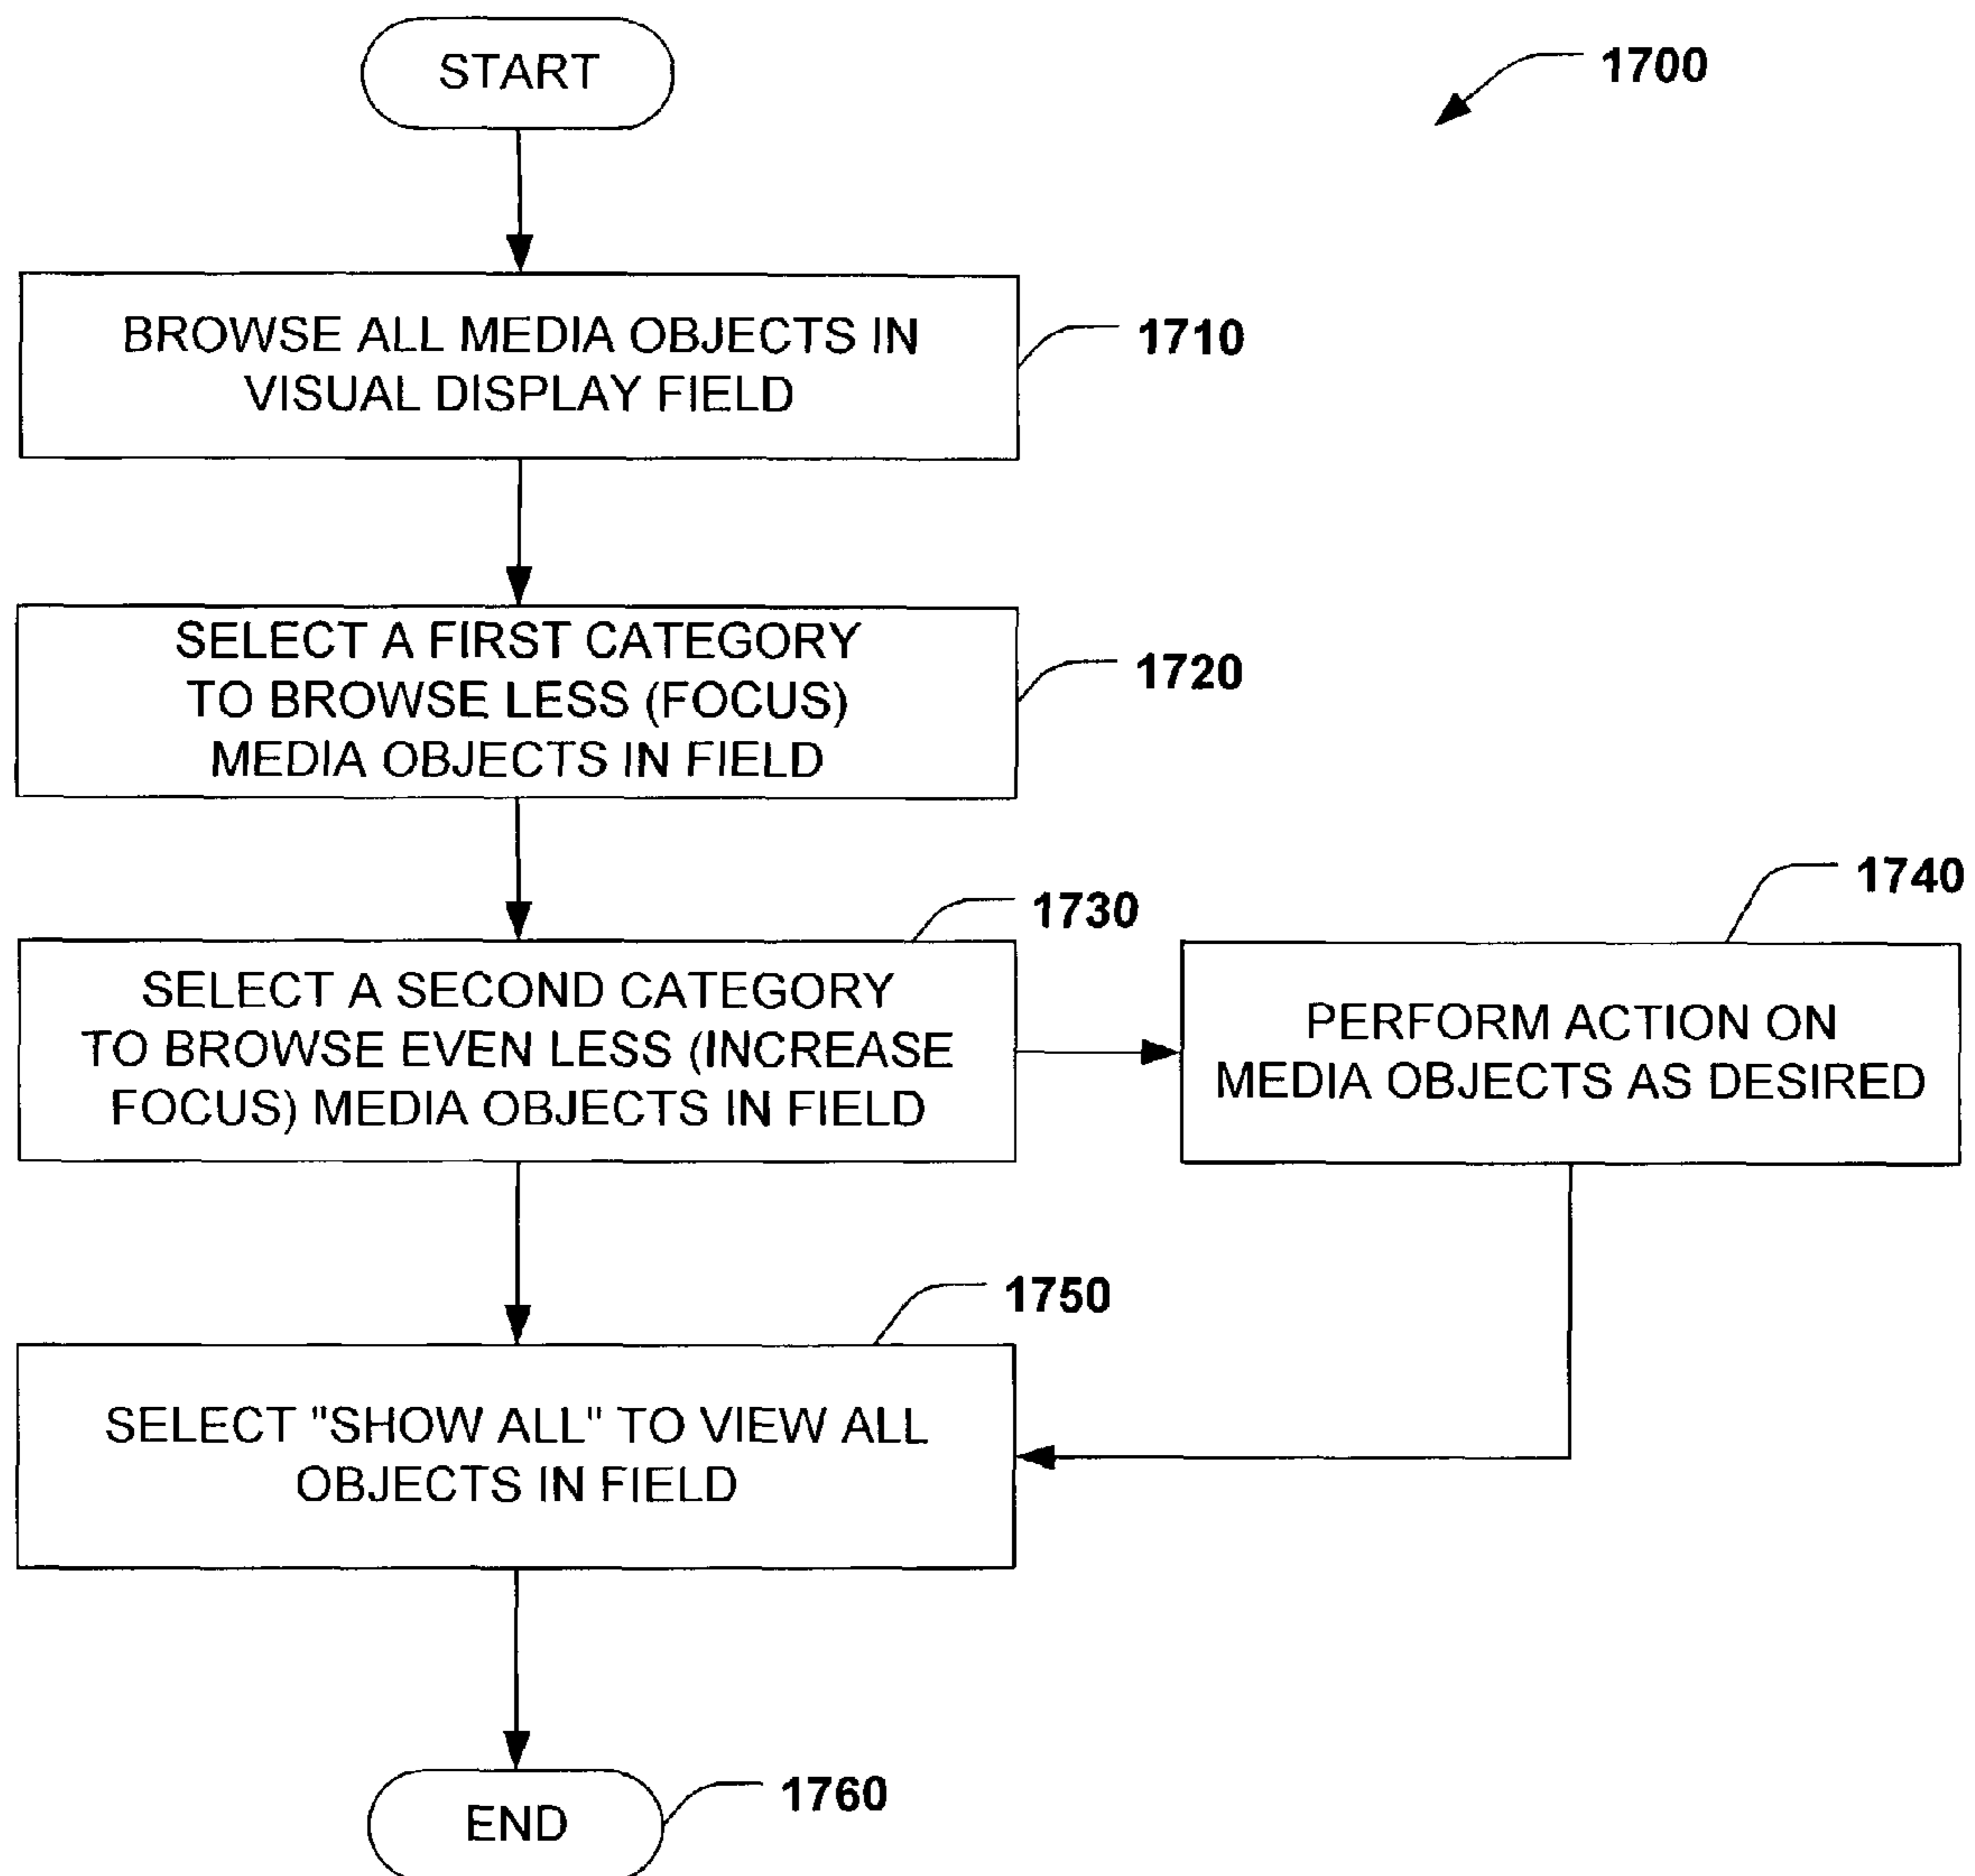 START
1700
BROWSE ALL MEDIA OBJECTS IN
VISUAL DISPLAY FIELD
1710
SELECT A FIRST CATEGORY
TO BROWSE LESS (FOCUS)
MEDIA OBJECTS IN FIELD
1720
1730
SELECT A SECOND CATEGORY
TO BROWSE EVEN LESS (INCREASE
FOCUS) MEDIA OBJECTS IN FIELD
1740
PERFORM ACTION ON
MEDIA OBJECTS AS DESIRED
1750
SELECT "SHOW ALL" TO VIEW ALL
OBJECTS IN FIELD
END
1760